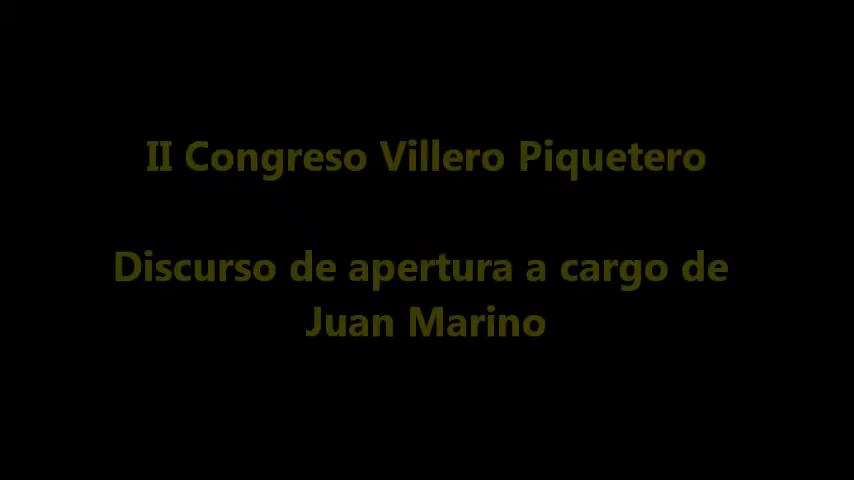 II Congreso Villero Piquetero
Discurso de apertura a cargo de
Juan Marino